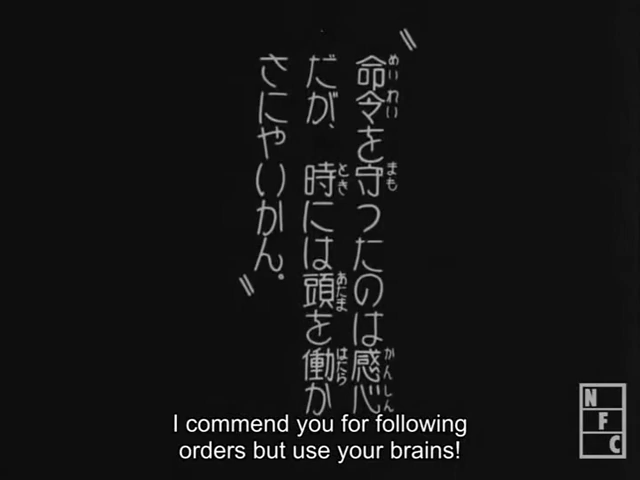 〝命令を守ったのは感心
だが、時には頭を働か
さにゃいかん。〟
I commend you for following
orders but use your brains!
NFC